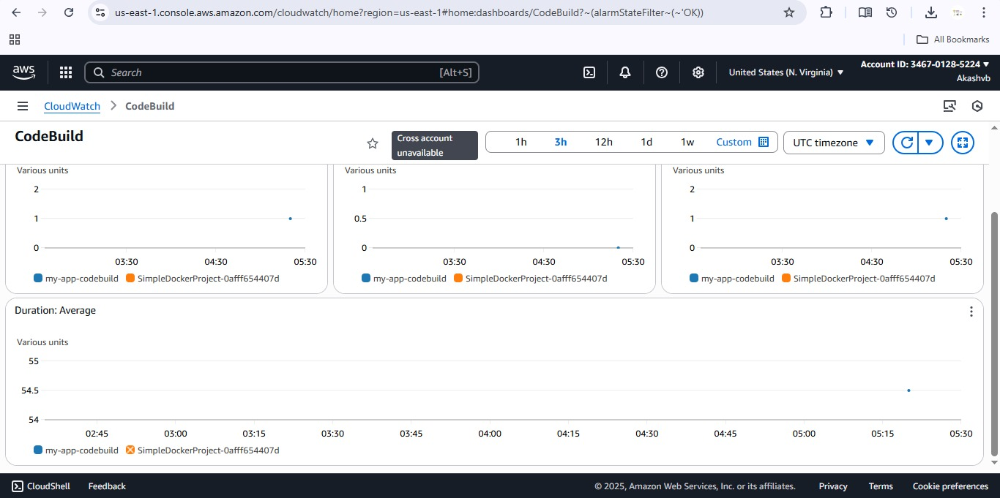 us-east-1.console.aws.amazon.com/cloudwatch/home?region=us-east-1#home:dashboards/CodeBuild?~(alarmStateFilter~(~'OK))
All Bookmarks
aws
Search [Alt+S]
United States (N. Virginia)
Account ID: 3467-0128-5224
Akashvb
CloudWatch > CodeBuild
CodeBuild
Cross account
unavailable
1h 3h 12h 1d 1w Custom
UTC timezone
Various units
2
1
0
03:30 04:30 05:30
my-app-codebuild SimpleDockerProject-0afff654407d
Various units
1
0.5
0
03:30 04:30 05:30
my-app-codebuild SimpleDockerProject-0afff654407d
Various units
2
1
0
03:30 04:30 05:30
my-app-codebuild SimpleDockerProject-0afff654407d
Duration: Average
Various units
55
54.5
54
02:45 03:00 03:15 03:30 03:45 04:00 04:15 04:30 04:45 05:00 05:15 05:30
my-app-codebuild SimpleDockerProject-0afff654407d
CloudShell Feedback © 2025, Amazon Web Services, Inc. or its affiliates. Privacy Terms Cookie preferences